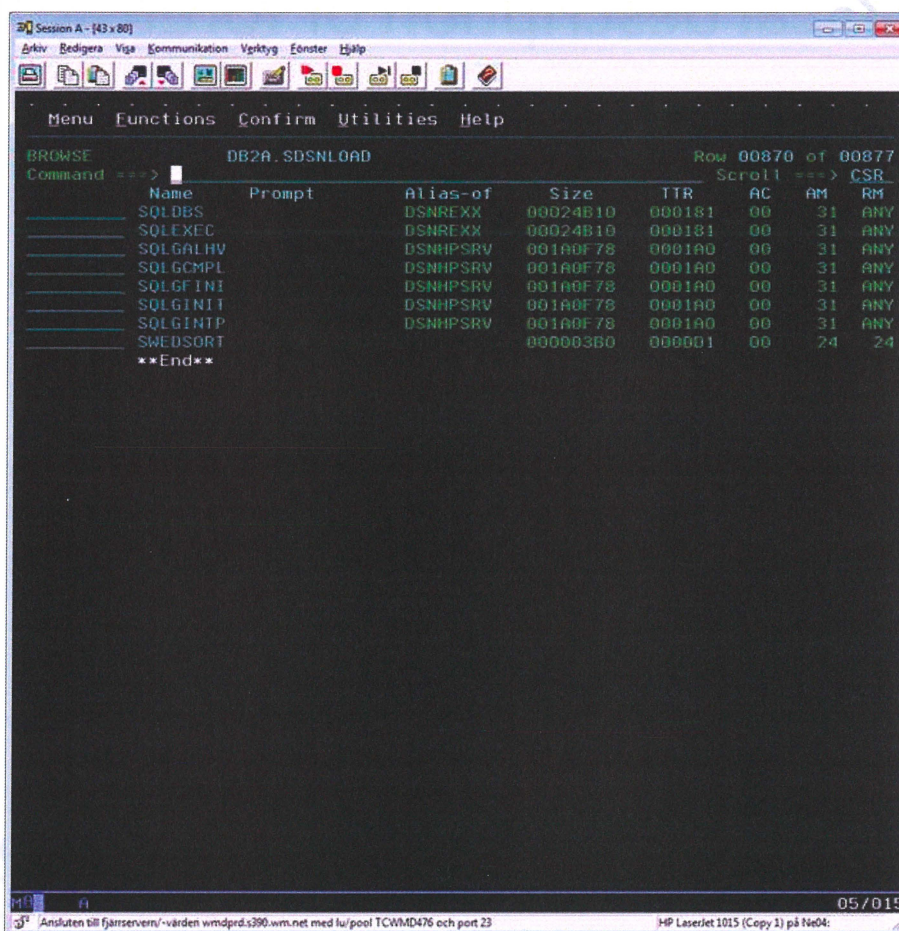 Session A - [43 x 80]
Arkiv Redigera Visa Kommunikation Verktyg Fönster Hjälp
Menu Functions Confirm Utilities Help
BROWSE DB2A.SDSNLOAD Row 00870 of 00877
Command ===> Scroll ===> CSR
Name Prompt Alias-of Size TTR AC AM RM
SQLDBS DSNREXX 00024B10 000181 00 31 ANY
SQLEXEC DSNREXX 00024B10 000181 00 31 ANY
SQLGALHV DSNHPSRV 001A0F78 0001A0 00 31 ANY
SQLGCMPL DSNHPSRV 001A0F78 0001A0 00 31 ANY
SQLGFINI DSNHPSRV 001A0F78 0001A0 00 31 ANY
SQLGINIT DSNHPSRV 001A0F78 0001A0 00 31 ANY
SQLGINTP DSNHPSRV 001A0F78 0001A0 00 31 ANY
SWEDSORT 000003B0 000001 00 24 24
**End**
A 05/015
Ansluten till fjärrservern/-värden wmdprd.s390.wm.net med lu/pool TCWMD476 och port 23 HP LaserJet 1015 (Copy 1) på Ne04: